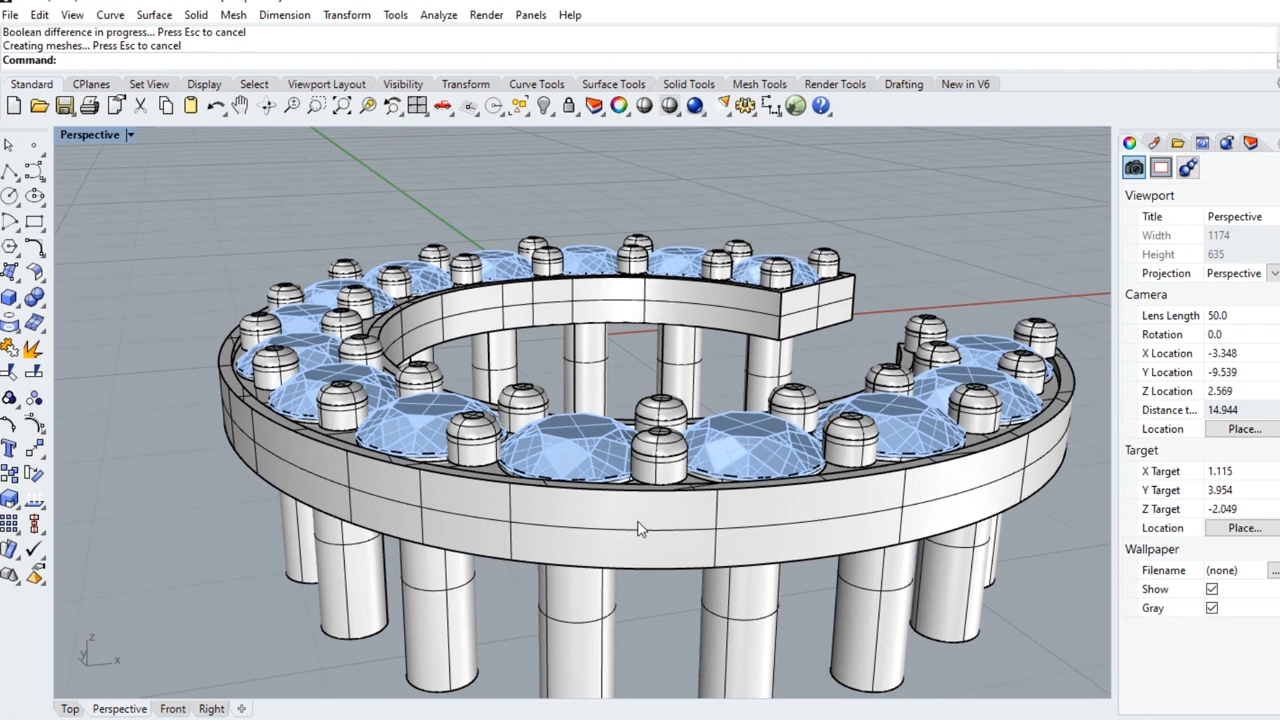 File Edit View Curve Surface Solid Mesh Dimension Transform Tools Analyze Render Panels Help
Boolean difference in progress... Press Esc to cancel
Creating meshes... Press Esc to cancel
Command:
Standard CPlanes Set View Display Select Viewport Layout Visibility Transform Curve Tools Surface Tools Solid Tools Mesh Tools Render Tools Drafting New in V6
Perspective
Viewport
Title Perspective
Width 1174
Height 635
Projection Perspective
Camera
Lens Length 50.0
Rotation 0.0
X Location -3.348
Y Location -9.539
Z Location 2.569
Distance t... 14.944
Location Place...
Target
X Target 1.115
Y Target 3.954
Z Target -2.049
Location Place...
Wallpaper
Filename (none) ...
Show
Gray
z
y x
Top Perspective Front Right